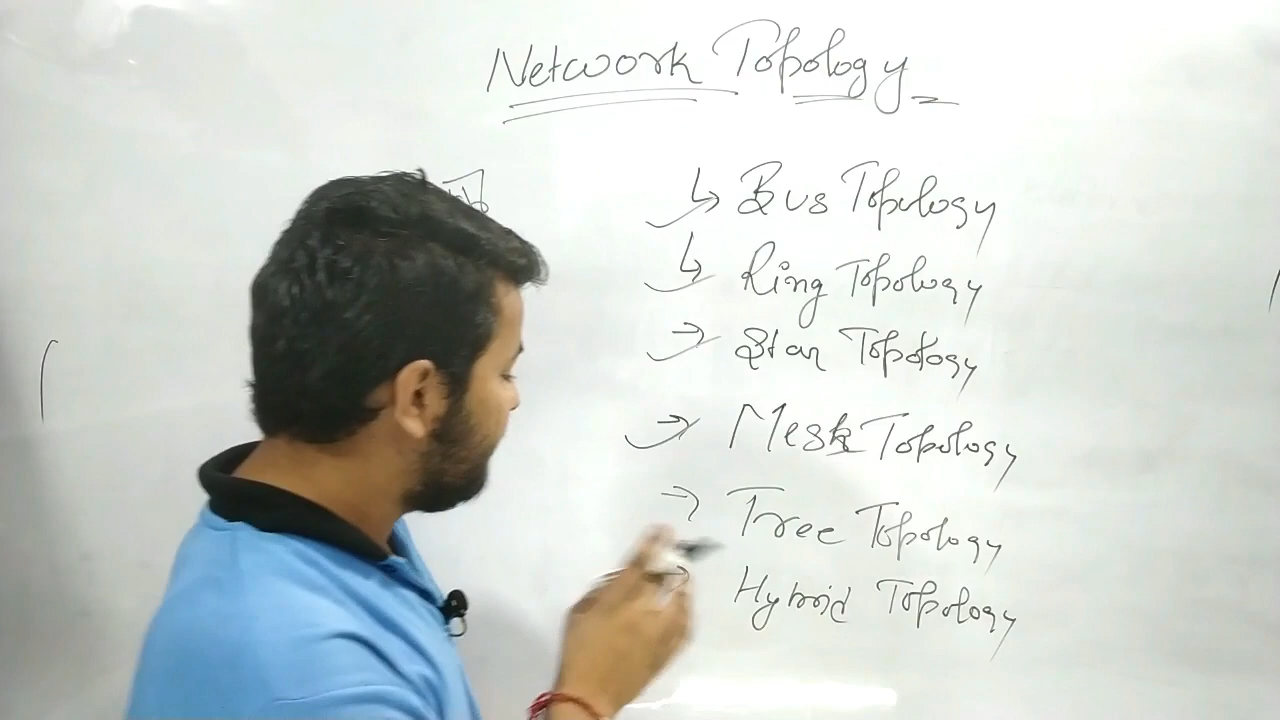 Network Topology
Bus Topology
Ring Topology
Star Topology
Mesh Topology
Tree Topology
Hybrid Topology